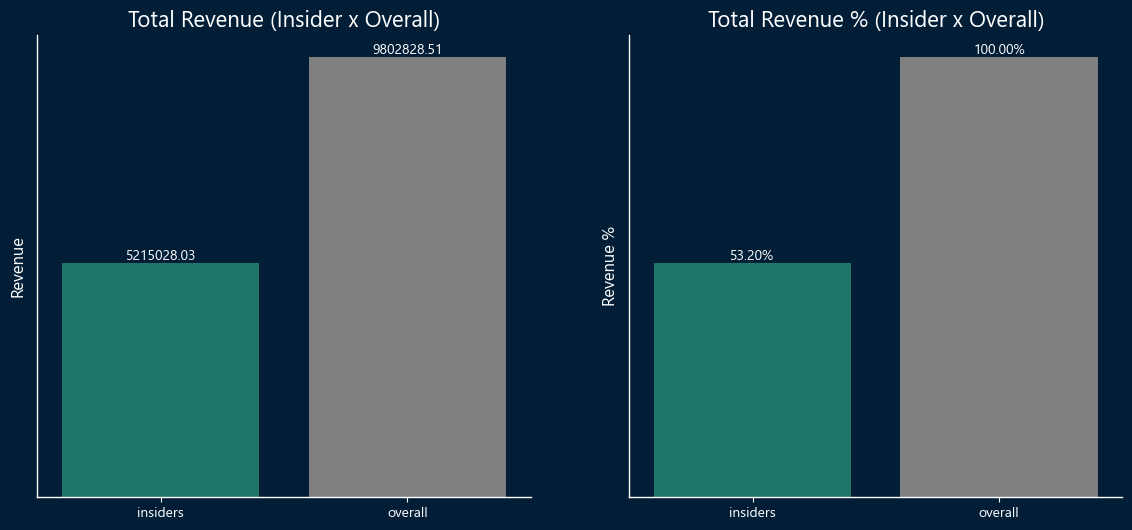 Total Revenue (Insider x Overall)
9802828.51
5215028.03
Revenue
insiders
overall
Total Revenue % (Insider x Overall)
100.00%
53.20%
Revenue %
insiders
overall